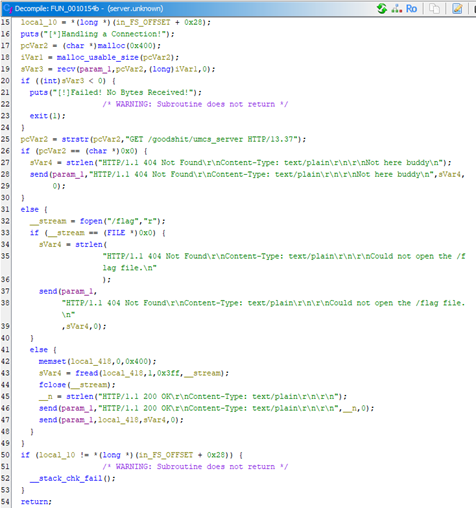 Decompile: FUN_0010154b - (server.unknown)
Ro
15 local_10 = *(long *)(in_FS_OFFSET + 0x28);
16 puts("[*]Handling a Connection!");
17 pcVar2 = (char *)malloc(0x400);
18 iVar1 = malloc_usable_size(pcVar2);
19 sVar3 = recv(param_1,pcVar2,(long)iVar1,0);
20 if ((int)sVar3 < 0) {
21 puts("[!]Failed! No Bytes Received!");
22 /* WARNING: Subroutine does not return */
23 exit(1);
24 }
25 pcVar2 = strstr(pcVar2,"GET /goodshit/umcs_server HTTP/13.37");
26 if (pcVar2 == (char *)0x0) {
27 sVar4 = strlen("HTTP/1.1 404 Not Found\r\nContent-Type: text/plain\r\n\r\nNot here buddy\n");
28 send(param_1,"HTTP/1.1 404 Not Found\r\nContent-Type: text/plain\r\n\r\nNot here buddy\n",sVar4,
29 0);
30 }
31 else {
32 __stream = fopen("/flag","r");
33 if (__stream == (FILE *)0x0) {
34 sVar4 = strlen(
35 "HTTP/1.1 404 Not Found\r\nContent-Type: text/plain\r\n\r\nCould not open the /f
lag file.\n"
36 );
37 send(param_1,
38 "HTTP/1.1 404 Not Found\r\nContent-Type: text/plain\r\n\r\nCould not open the /flag file.
\n"
39 ,sVar4,0);
40 }
41 else {
42 memset(local_418,0,0x400);
43 sVar4 = fread(local_418,1,0x3ff,__stream);
44 fclose(__stream);
45 __n = strlen("HTTP/1.1 200 OK\r\nContent-Type: text/plain\r\n\r\n");
46 send(param_1,"HTTP/1.1 200 OK\r\nContent-Type: text/plain\r\n\r\n",__n,0);
47 send(param_1,local_418,sVar4,0);
48 }
49 }
50 if (local_10 != *(long *)(in_FS_OFFSET + 0x28)) {
51 /* WARNING: Subroutine does not return */
52 __stack_chk_fail();
53 }
54 return;